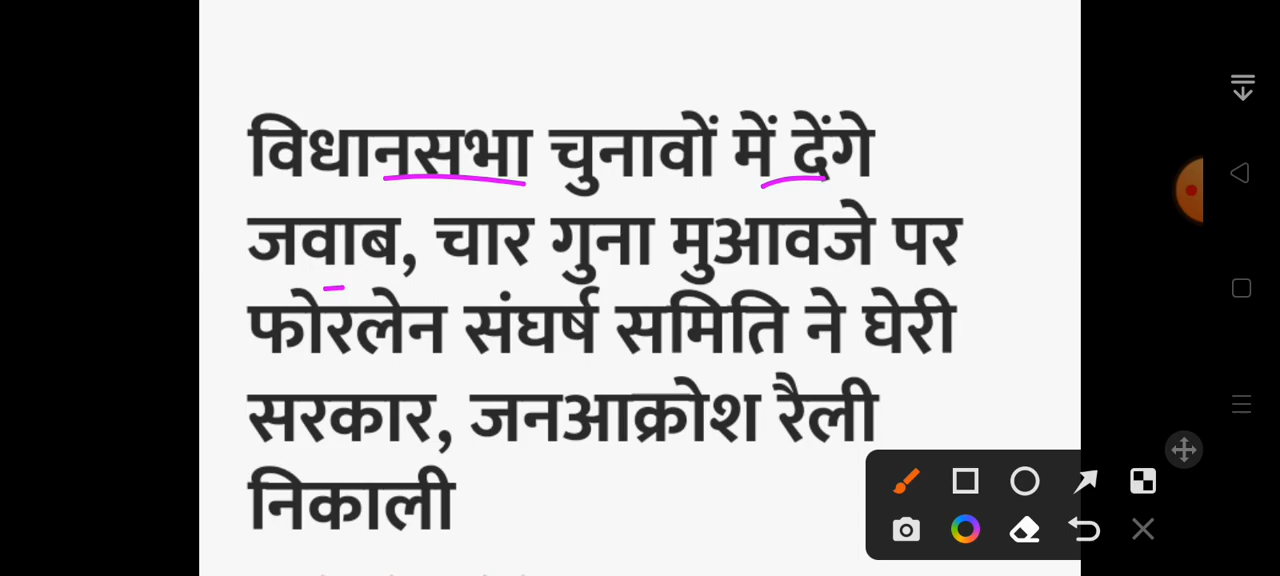 विधानसभा चुनावों में देंगे
जवाब, चार गुना मुआवजे पर
फोरलेन संघर्ष समिति ने घेरी
सरकार, जनआक्रोश रैली
निकाली